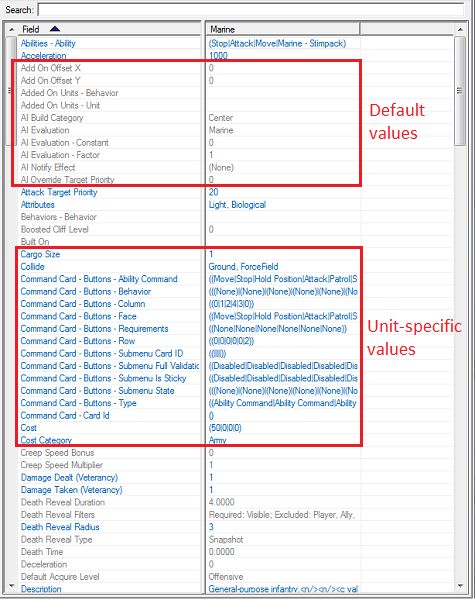 Search:
Field Marine
Abilities - Ability (Stop|Attack|Move|Marine - Stimpack)
Acceleration 1000
Add On Offset X 0
Add On Offset Y 0
Added On Units - Behavior
Added On Units - Unit
AI Build Category Center
AI Evaluation Marine
AI Evaluation - Constant 0
AI Evaluation - Factor 1
AI Notify Effect (None)
AI Override Target Priority 0
Default values
Attack Target Priority 20
Attributes Light, Biological
Behaviors - Behavior
Boosted Cliff Level 0
Built On
Cargo Size 1
Collide Ground, ForceField
Command Card - Buttons - Ability Command ((Move|Stop|Hold Position|Attack|Patrol|S
Command Card - Buttons - Behavior (((None)|(None)|(None)|(None)|(None)|(No
Command Card - Buttons - Column ((0|1|2|4|3|0))
Command Card - Buttons - Face ((Move|Stop|Hold Position|Attack|Patrol|S
Command Card - Buttons - Requirements ((None|None|None|None|None|None))
Command Card - Buttons - Row ((0|0|0|0|0|2))
Command Card - Buttons - Submenu Card ID ((|||||))
Command Card - Buttons - Submenu Full Validatio ((Disabled|Disabled|Disabled|Disabled|Dis
Command Card - Buttons - Submenu Is Sticky ((Disabled|Disabled|Disabled|Disabled|Dis
Command Card - Buttons - Submenu State (((None)|(None)|(None)|(None)|(None)|(No
Command Card - Buttons - Type ((Ability Command|Ability Command|Ability
Command Card - Card Id ()
Cost (50|0|0|0)
Cost Category Army
Unit-specific values
Creep Speed Bonus 0
Creep Speed Multiplier 1
Damage Dealt (Veterancy) 1
Damage Taken (Veterancy) 1
Death Reveal Duration 4.0000
Death Reveal Filters Required: Visible; Excluded: Player, Ally,
Death Reveal Radius 3
Death Reveal Type Snapshot
Death Time 0.0000
Deceleration 0
Default Acquire Level Offensive
Description General-purpose infantry.<n/><n/><c val